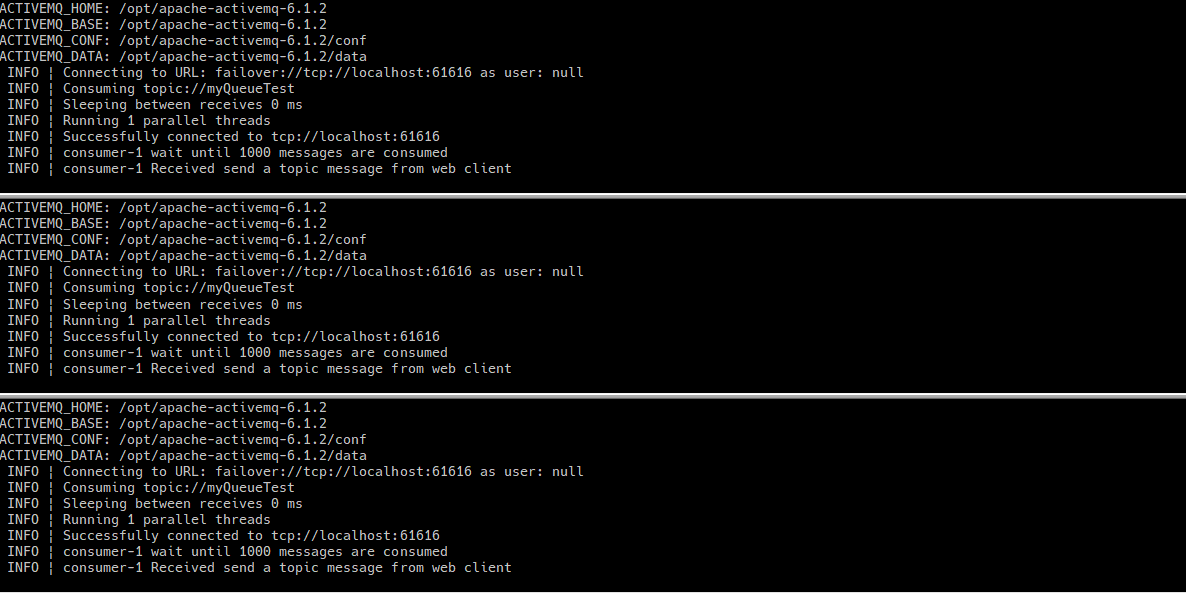 ACTIVEMQ_HOME: /opt/apache-activemq-6.1.2
ACTIVEMQ_BASE: /opt/apache-activemq-6.1.2
ACTIVEMQ_CONF: /opt/apache-activemq-6.1.2/conf
ACTIVEMQ_DATA: /opt/apache-activemq-6.1.2/data
INFO | Connecting to URL: failover://tcp://localhost:61616 as user: null
INFO | Consuming topic://myQueueTest
INFO | Sleeping between receives 0 ms
INFO | Running 1 parallel threads
INFO | Successfully connected to tcp://localhost:61616
INFO | consumer-1 wait until 1000 messages are consumed
INFO | consumer-1 Received send a topic message from web client
ACTIVEMQ_HOME: /opt/apache-activemq-6.1.2
ACTIVEMQ_BASE: /opt/apache-activemq-6.1.2
ACTIVEMQ_CONF: /opt/apache-activemq-6.1.2/conf
ACTIVEMQ_DATA: /opt/apache-activemq-6.1.2/data
INFO | Connecting to URL: failover://tcp://localhost:61616 as user: null
INFO | Consuming topic://myQueueTest
INFO | Sleeping between receives 0 ms
INFO | Running 1 parallel threads
INFO | Successfully connected to tcp://localhost:61616
INFO | consumer-1 wait until 1000 messages are consumed
INFO | consumer-1 Received send a topic message from web client
ACTIVEMQ_HOME: /opt/apache-activemq-6.1.2
ACTIVEMQ_BASE: /opt/apache-activemq-6.1.2
ACTIVEMQ_CONF: /opt/apache-activemq-6.1.2/conf
ACTIVEMQ_DATA: /opt/apache-activemq-6.1.2/data
INFO | Connecting to URL: failover://tcp://localhost:61616 as user: null
INFO | Consuming topic://myQueueTest
INFO | Sleeping between receives 0 ms
INFO | Running 1 parallel threads
INFO | Successfully connected to tcp://localhost:61616
INFO | consumer-1 wait until 1000 messages are consumed
INFO | consumer-1 Received send a topic message from web client